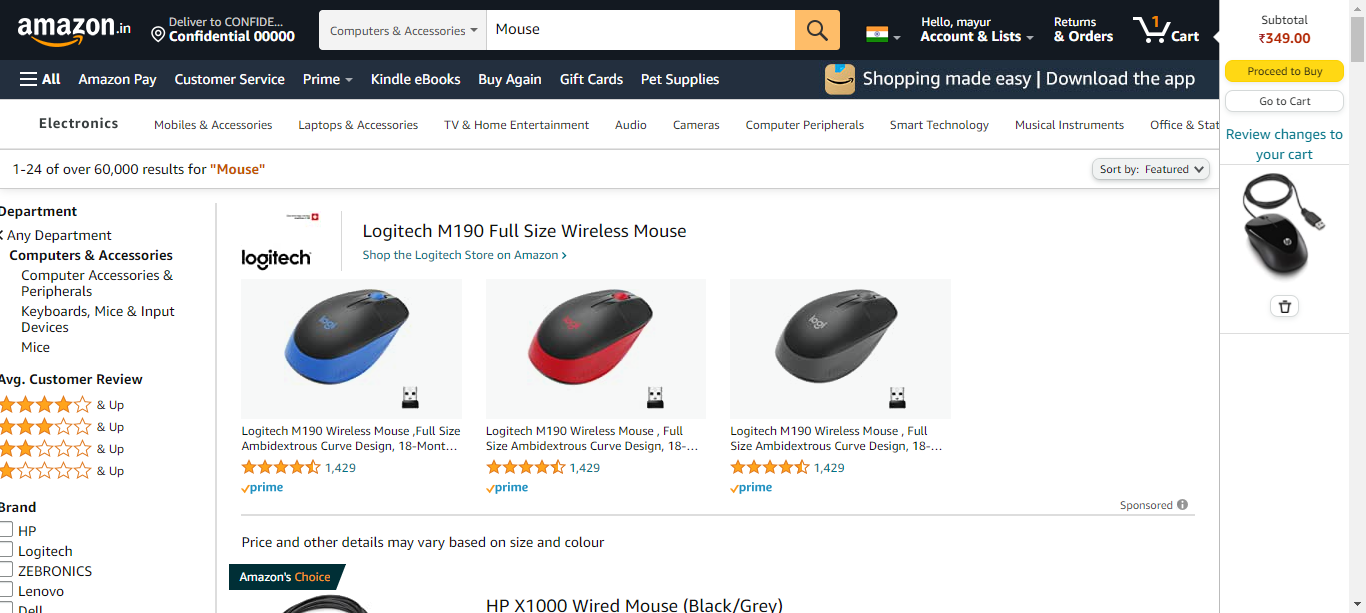 amazon.in
Deliver to CONFIDE...
Confidential 00000
Computers & Accessories
Mouse
Hello, mayur
Account & Lists
Returns
& Orders
1
Cart
All
Amazon Pay
Customer Service
Prime
Kindle eBooks
Buy Again
Gift Cards
Pet Supplies
Shopping made easy | Download the app
Electronics
Mobiles & Accessories
Laptops & Accessories
TV & Home Entertainment
Audio
Cameras
Computer Peripherals
Smart Technology
Musical Instruments
Office & Stat
1-24 of over 60,000 results for "Mouse"
Sort by: Featured
Department
Any Department
Computers & Accessories
Computer Accessories &
Peripherals
Keyboards, Mice & Input
Devices
Mice
Avg. Customer Review
& Up
& Up
& Up
& Up
Brand
HP
Logitech
ZEBRONICS
Lenovo
Dell
logitech
Logitech M190 Full Size Wireless Mouse
Shop the Logitech Store on Amazon ›
logi
Logitech M190 Wireless Mouse ,Full Size
Ambidextrous Curve Design, 18-Mont...
1,429
prime
logi
Logitech M190 Wireless Mouse , Full
Size Ambidextrous Curve Design, 18-...
1,429
prime
logi
Logitech M190 Wireless Mouse , Full
Size Ambidextrous Curve Design, 18-...
1,429
prime
Sponsored
Price and other details may vary based on size and colour
Amazon's Choice
HP X1000 Wired Mouse (Black/Grey)
Subtotal
₹349.00
Proceed to Buy
Go to Cart
Review changes to
your cart
hp